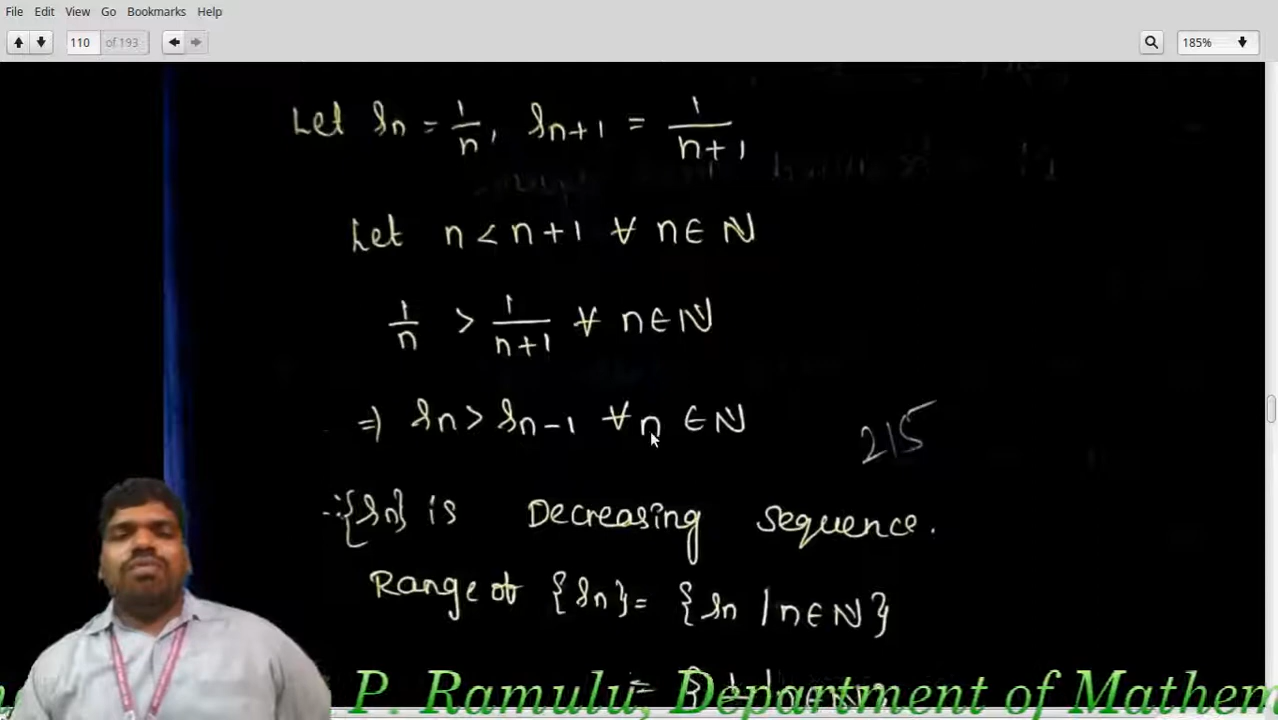 File Edit View Go Bookmarks Help
110 of 193 185%
Let Sn = 1/n, Sn+1 = 1/n+1
Let n < n+1 ∀ n ∈ ℕ
1/n > 1/n+1 ∀ n ∈ ℕ
⇒ Sn > Sn-1 ∀ n ∈ ℕ
215
∴ {Sn} is Decreasing sequence.
Range of {Sn} = {Sn / n ∈ N}
P. Ramulu, Department of Mathem